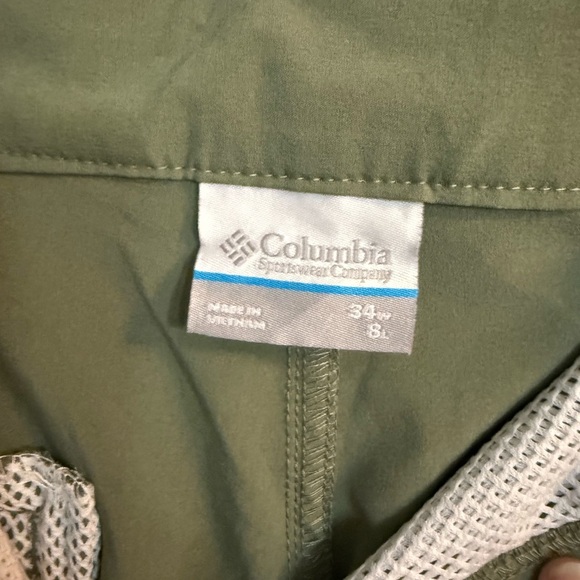 Columbia
Sportswear Company
MADE IN
VIETNAM
34W
8L